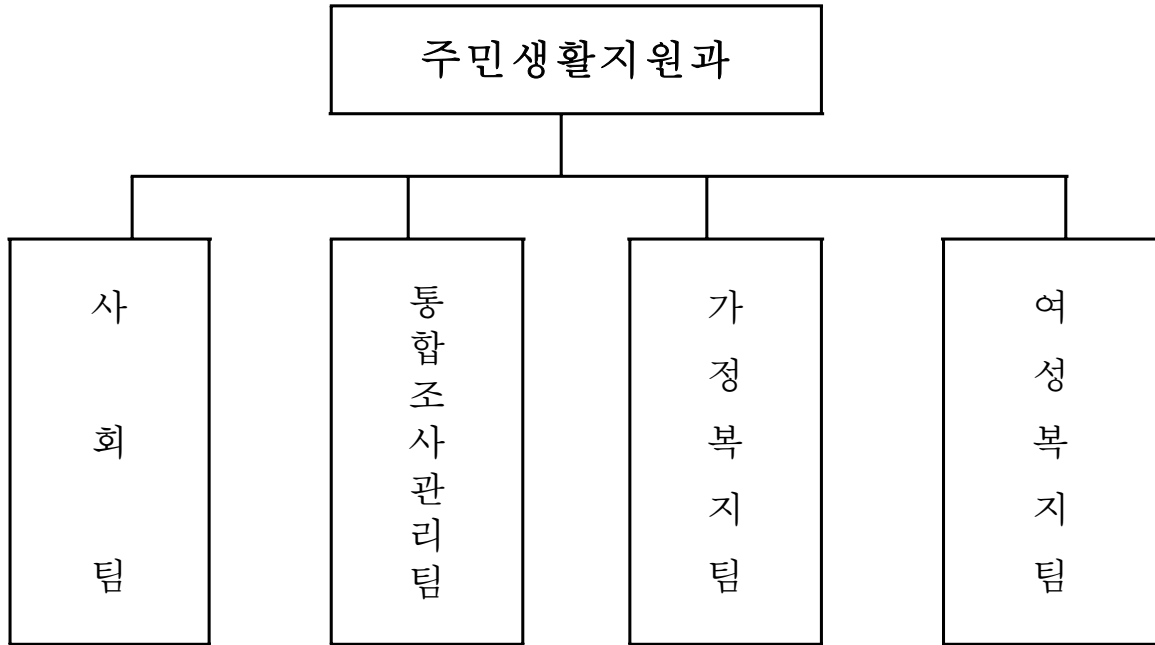 주민생활지원과
사회팀
통합조사관리팀
가정복지팀
여성복지팀